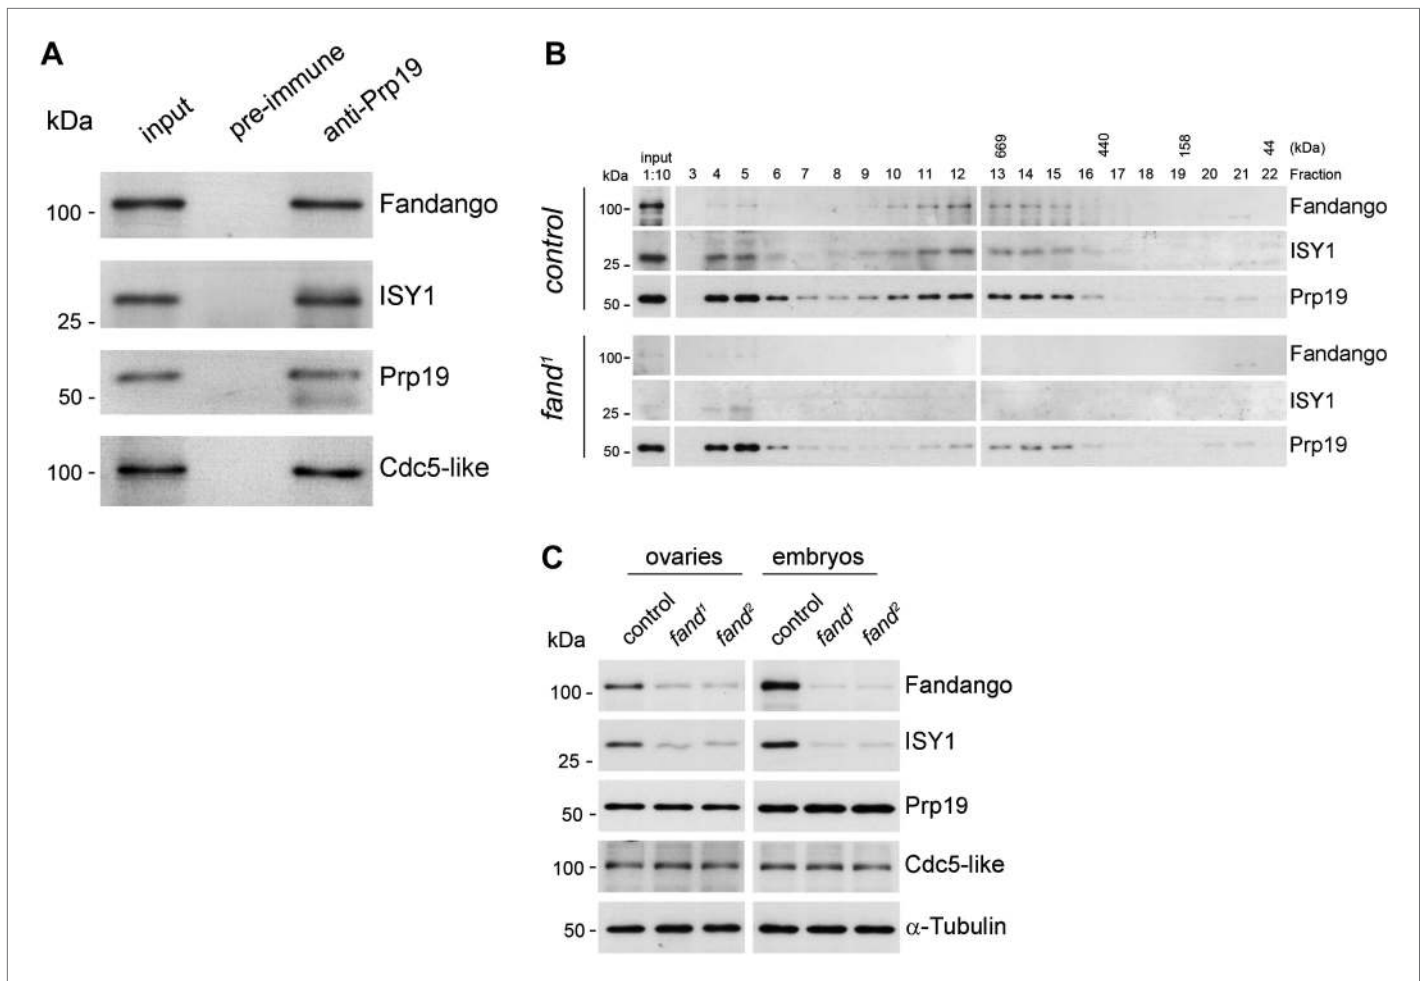 A
kDa
input
pre-immune
anti-Prp19
100 - Fandango
ISY1
25 -
Prp19
50 -
100 - Cdc5-like
B
669 440 158 44 (kDa)
input
kDa 1:10 3 4 5 6 7 8 9 10 11 12 13 14 15 16 17 18 19 20 21 22 Fraction
control
100- Fandango
ISY1
25 -
50 - Prp19
fand¹
100- Fandango
ISY1
25 -
50 - Prp19
C
ovaries embryos
kDa
control fand¹ fand² control fand¹ fand²
100 - Fandango
ISY1
25 -
Prp19
50 -
100 - Cdc5-like
50 - α-Tubulin